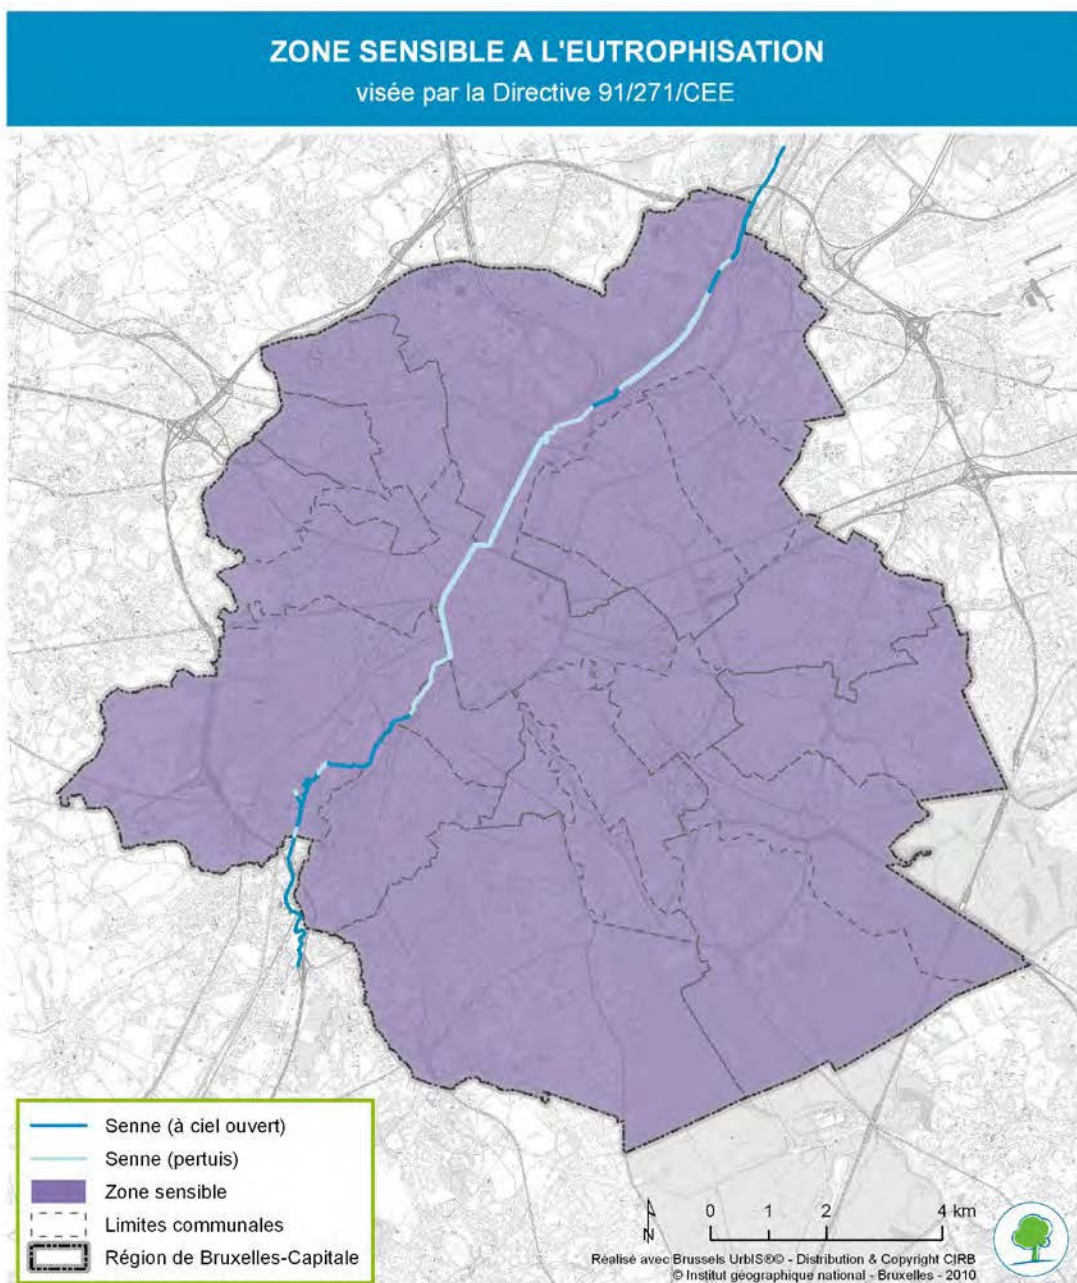 ZONE SENSIBLE A L'EUTROPHISATION
visée par la Directive 91/271/CEE
Senne (à ciel ouvert)
Senne (pertuis)
Zone sensible
Limites communales
Région de Bruxelles-Capitale
N
0 1 2 4 km
Réalisé avec Brussels UrbIS®© - Distribution & Copyright CIRB
© Institut géographique national - Bruxelles - 2010